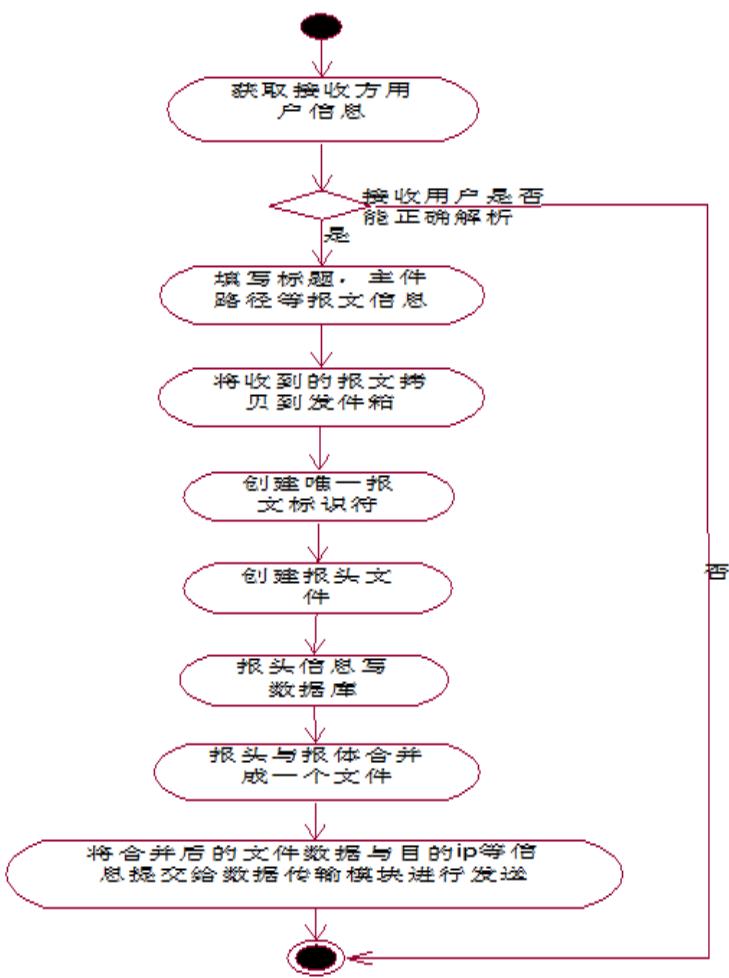 获取接收方用
户信息
接收用户是否
能正确解析
是
填写标题，主件
路径等报文信息
将收到的报文拷
贝到发件箱
创建唯一报
文标识符
创建报头文
件
否
报头信息写
数据库
报头与报体合并
成一个文件
将合并后的文件数据与目的ip等信
息提交给数据传输模块进行发送